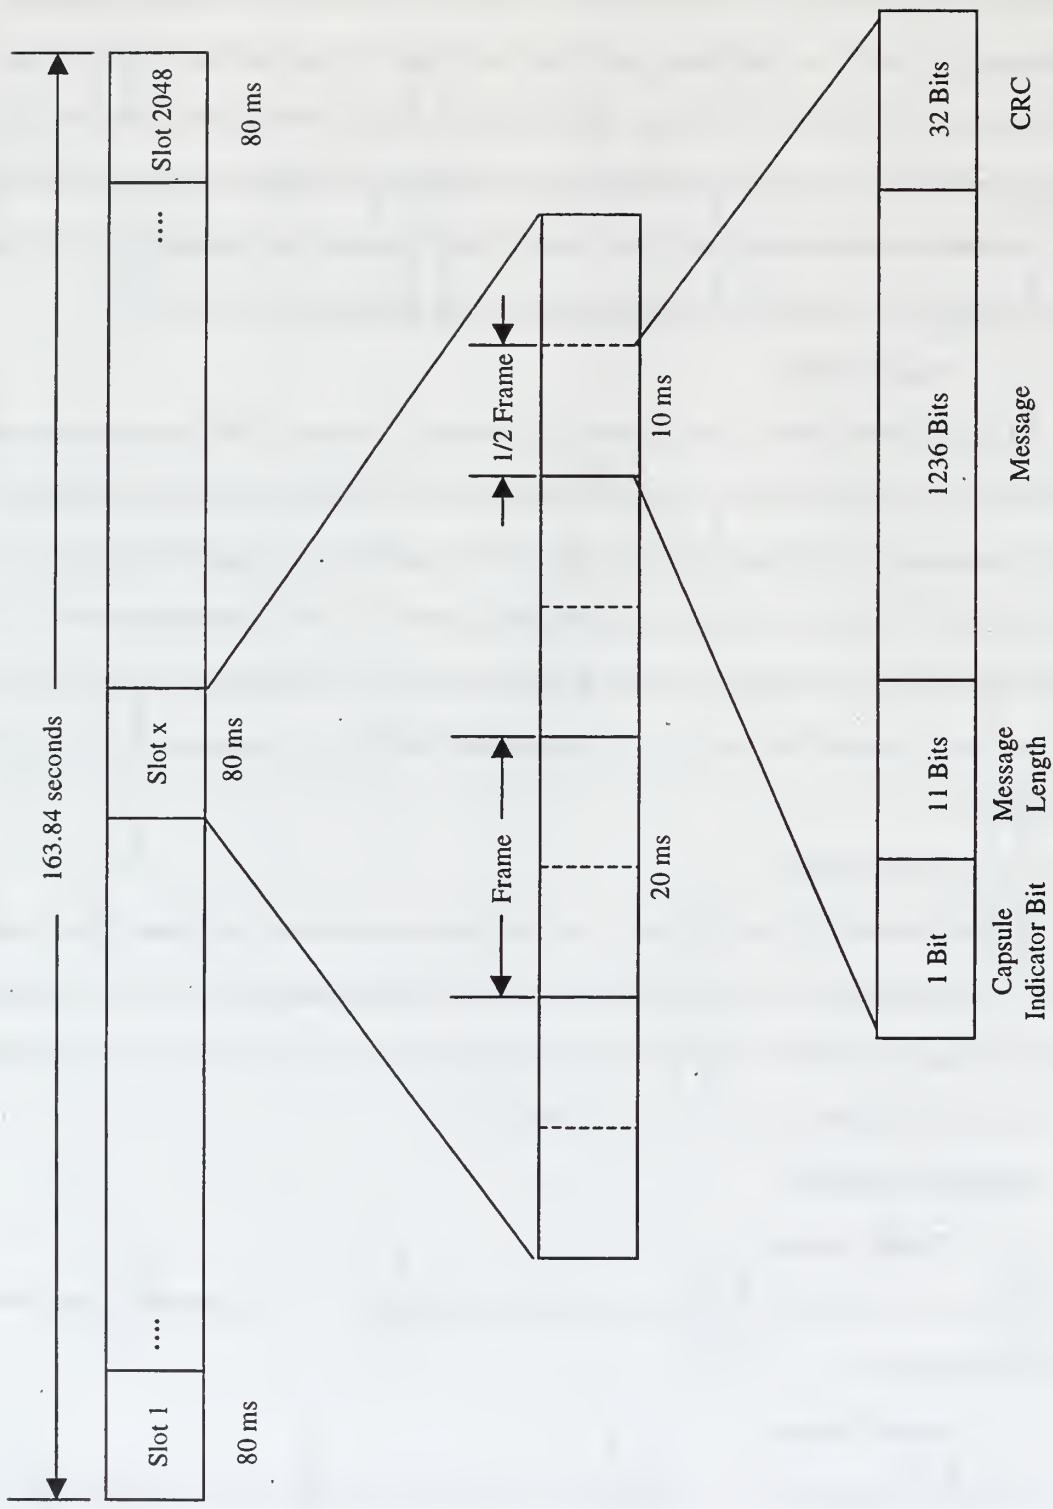 163.84 seconds
Slot 1
....
Slot x
....
Slot 2048
80 ms
80 ms
80 ms
Frame
1/2 Frame
20 ms
10 ms
1 Bit
11 Bits
1236 Bits
32 Bits
Capsule
Indicator Bit
Message
Length
Message
CRC